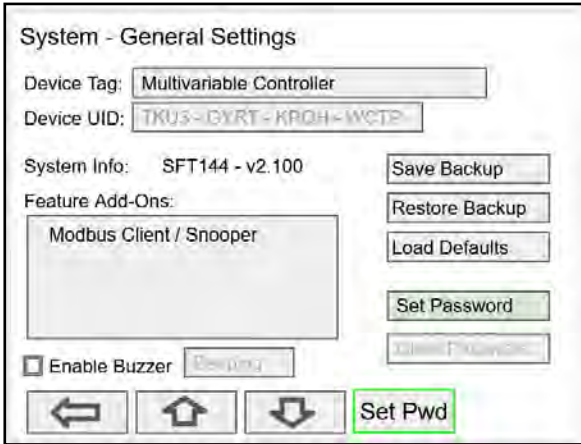 System - General Settings
Device Tag: Multivariable Controller
Device UID:
System Info: SFT144 - v2.100
Save Backup
Feature Add-Ons:
Restore Backup
Modbus Client / Snooper
Load Defaults
Set Password
Enable Buzzer
Set Pwd